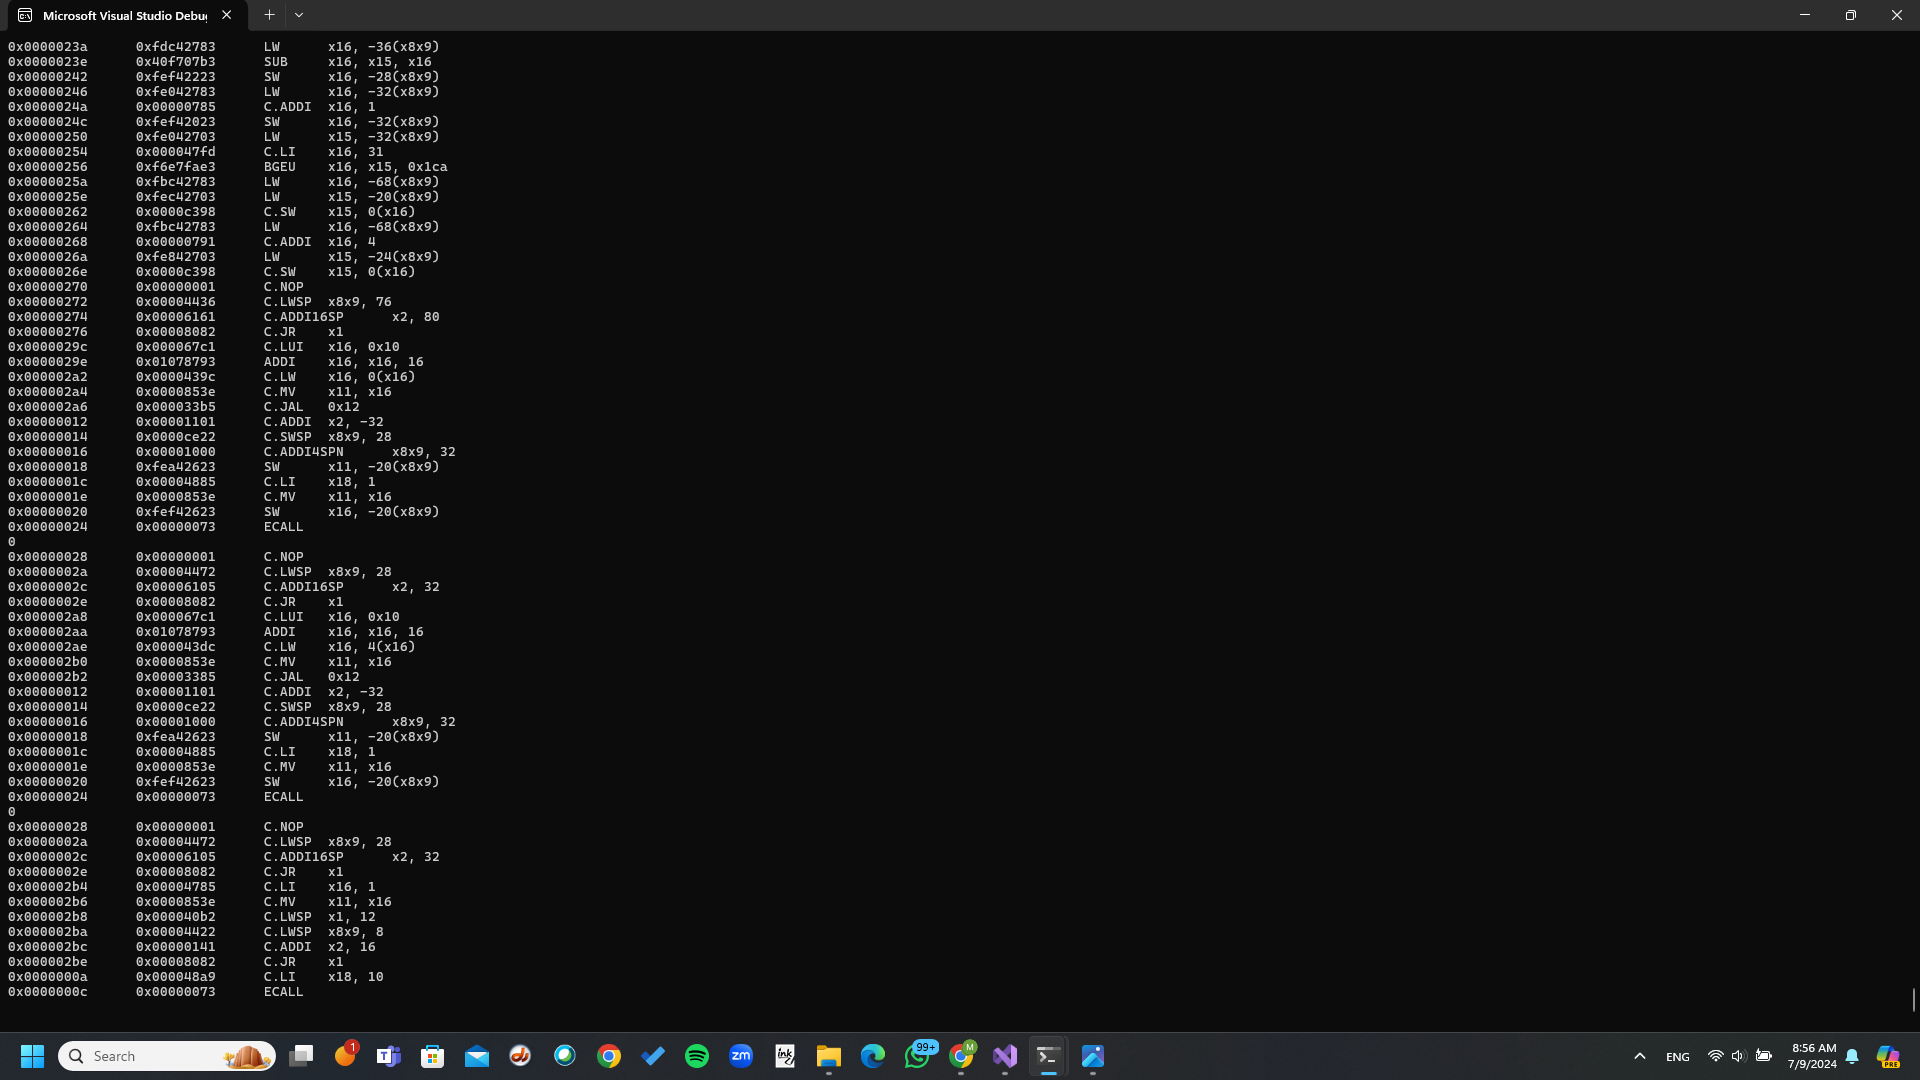 Microsoft Visual Studio Debug
0x0000023a 0xfdc42783 LW x16, -36(x8x9)
0x0000023e 0x40f707b3 SUB x16, x15, x16
0x00000242 0xfef42223 SW x16, -28(x8x9)
0x00000246 0xfe042783 LW x16, -32(x8x9)
0x0000024a 0x00000785 C.ADDI x16, 1
0x0000024c 0xfef42023 SW x16, -32(x8x9)
0x00000250 0xfe042703 LW x15, -32(x8x9)
0x00000254 0x000047fd C.LI x16, 31
0x00000256 0xf6e7fae3 BGEU x16, x15, 0x1ca
0x0000025a 0xfbc42783 LW x16, -68(x8x9)
0x0000025e 0xfec42703 LW x15, -20(x8x9)
0x00000262 0x0000c398 C.SW x15, 0(x16)
0x00000264 0xfbc42783 LW x16, -68(x8x9)
0x00000268 0x00000791 C.ADDI x16, 4
0x0000026a 0xfe842703 LW x15, -24(x8x9)
0x0000026e 0x0000c398 C.SW x15, 0(x16)
0x00000270 0x00000001 C.NOP
0x00000272 0x00004436 C.LWSP x8x9, 76
0x00000274 0x00006161 C.ADDI16SP x2, 80
0x00000276 0x00008082 C.JR x1
0x0000029c 0x000067c1 C.LUI x16, 0x10
0x0000029e 0x01078793 ADDI x16, x16, 16
0x000002a2 0x0000439c C.LW x16, 0(x16)
0x000002a4 0x0000853e C.MV x11, x16
0x000002a6 0x000033b5 C.JAL 0x12
0x00000012 0x00001101 C.ADDI x2, -32
0x00000014 0x0000ce22 C.SWSP x8x9, 28
0x00000016 0x00001000 C.ADDI4SPN x8x9, 32
0x00000018 0xfea42623 SW x11, -20(x8x9)
0x0000001c 0x00004885 C.LI x18, 1
0x0000001e 0x0000853e C.MV x11, x16
0x00000020 0xfef42623 SW x16, -20(x8x9)
0x00000024 0x00000073 ECALL
0
0x00000028 0x00000001 C.NOP
0x0000002a 0x00004472 C.LWSP x8x9, 28
0x0000002c 0x00006105 C.ADDI16SP x2, 32
0x0000002e 0x00008082 C.JR x1
0x000002a8 0x000067c1 C.LUI x16, 0x10
0x000002aa 0x01078793 ADDI x16, x16, 16
0x000002ae 0x000043dc C.LW x16, 4(x16)
0x000002b0 0x0000853e C.MV x11, x16
0x000002b2 0x00003385 C.JAL 0x12
0x00000012 0x00001101 C.ADDI x2, -32
0x00000014 0x0000ce22 C.SWSP x8x9, 28
0x00000016 0x00001000 C.ADDI4SPN x8x9, 32
0x00000018 0xfea42623 SW x11, -20(x8x9)
0x0000001c 0x00004885 C.LI x18, 1
0x0000001e 0x0000853e C.MV x11, x16
0x00000020 0xfef42623 SW x16, -20(x8x9)
0x00000024 0x00000073 ECALL
0
0x00000028 0x00000001 C.NOP
0x0000002a 0x00004472 C.LWSP x8x9, 28
0x0000002c 0x00006105 C.ADDI16SP x2, 32
0x0000002e 0x00008082 C.JR x1
0x000002b4 0x00004785 C.LI x16, 1
0x000002b6 0x0000853e C.MV x11, x16
0x000002b8 0x000040b2 C.LWSP x1, 12
0x000002ba 0x00004422 C.LWSP x8x9, 8
0x000002bc 0x00000141 C.ADDI x2, 16
0x000002be 0x00008082 C.JR x1
0x0000000a 0x000048a9 C.LI x18, 10
0x0000000c 0x00000073 ECALL
Search 1 zm ink 99+ M ENG 8:56 AM
7/9/2024 PRE